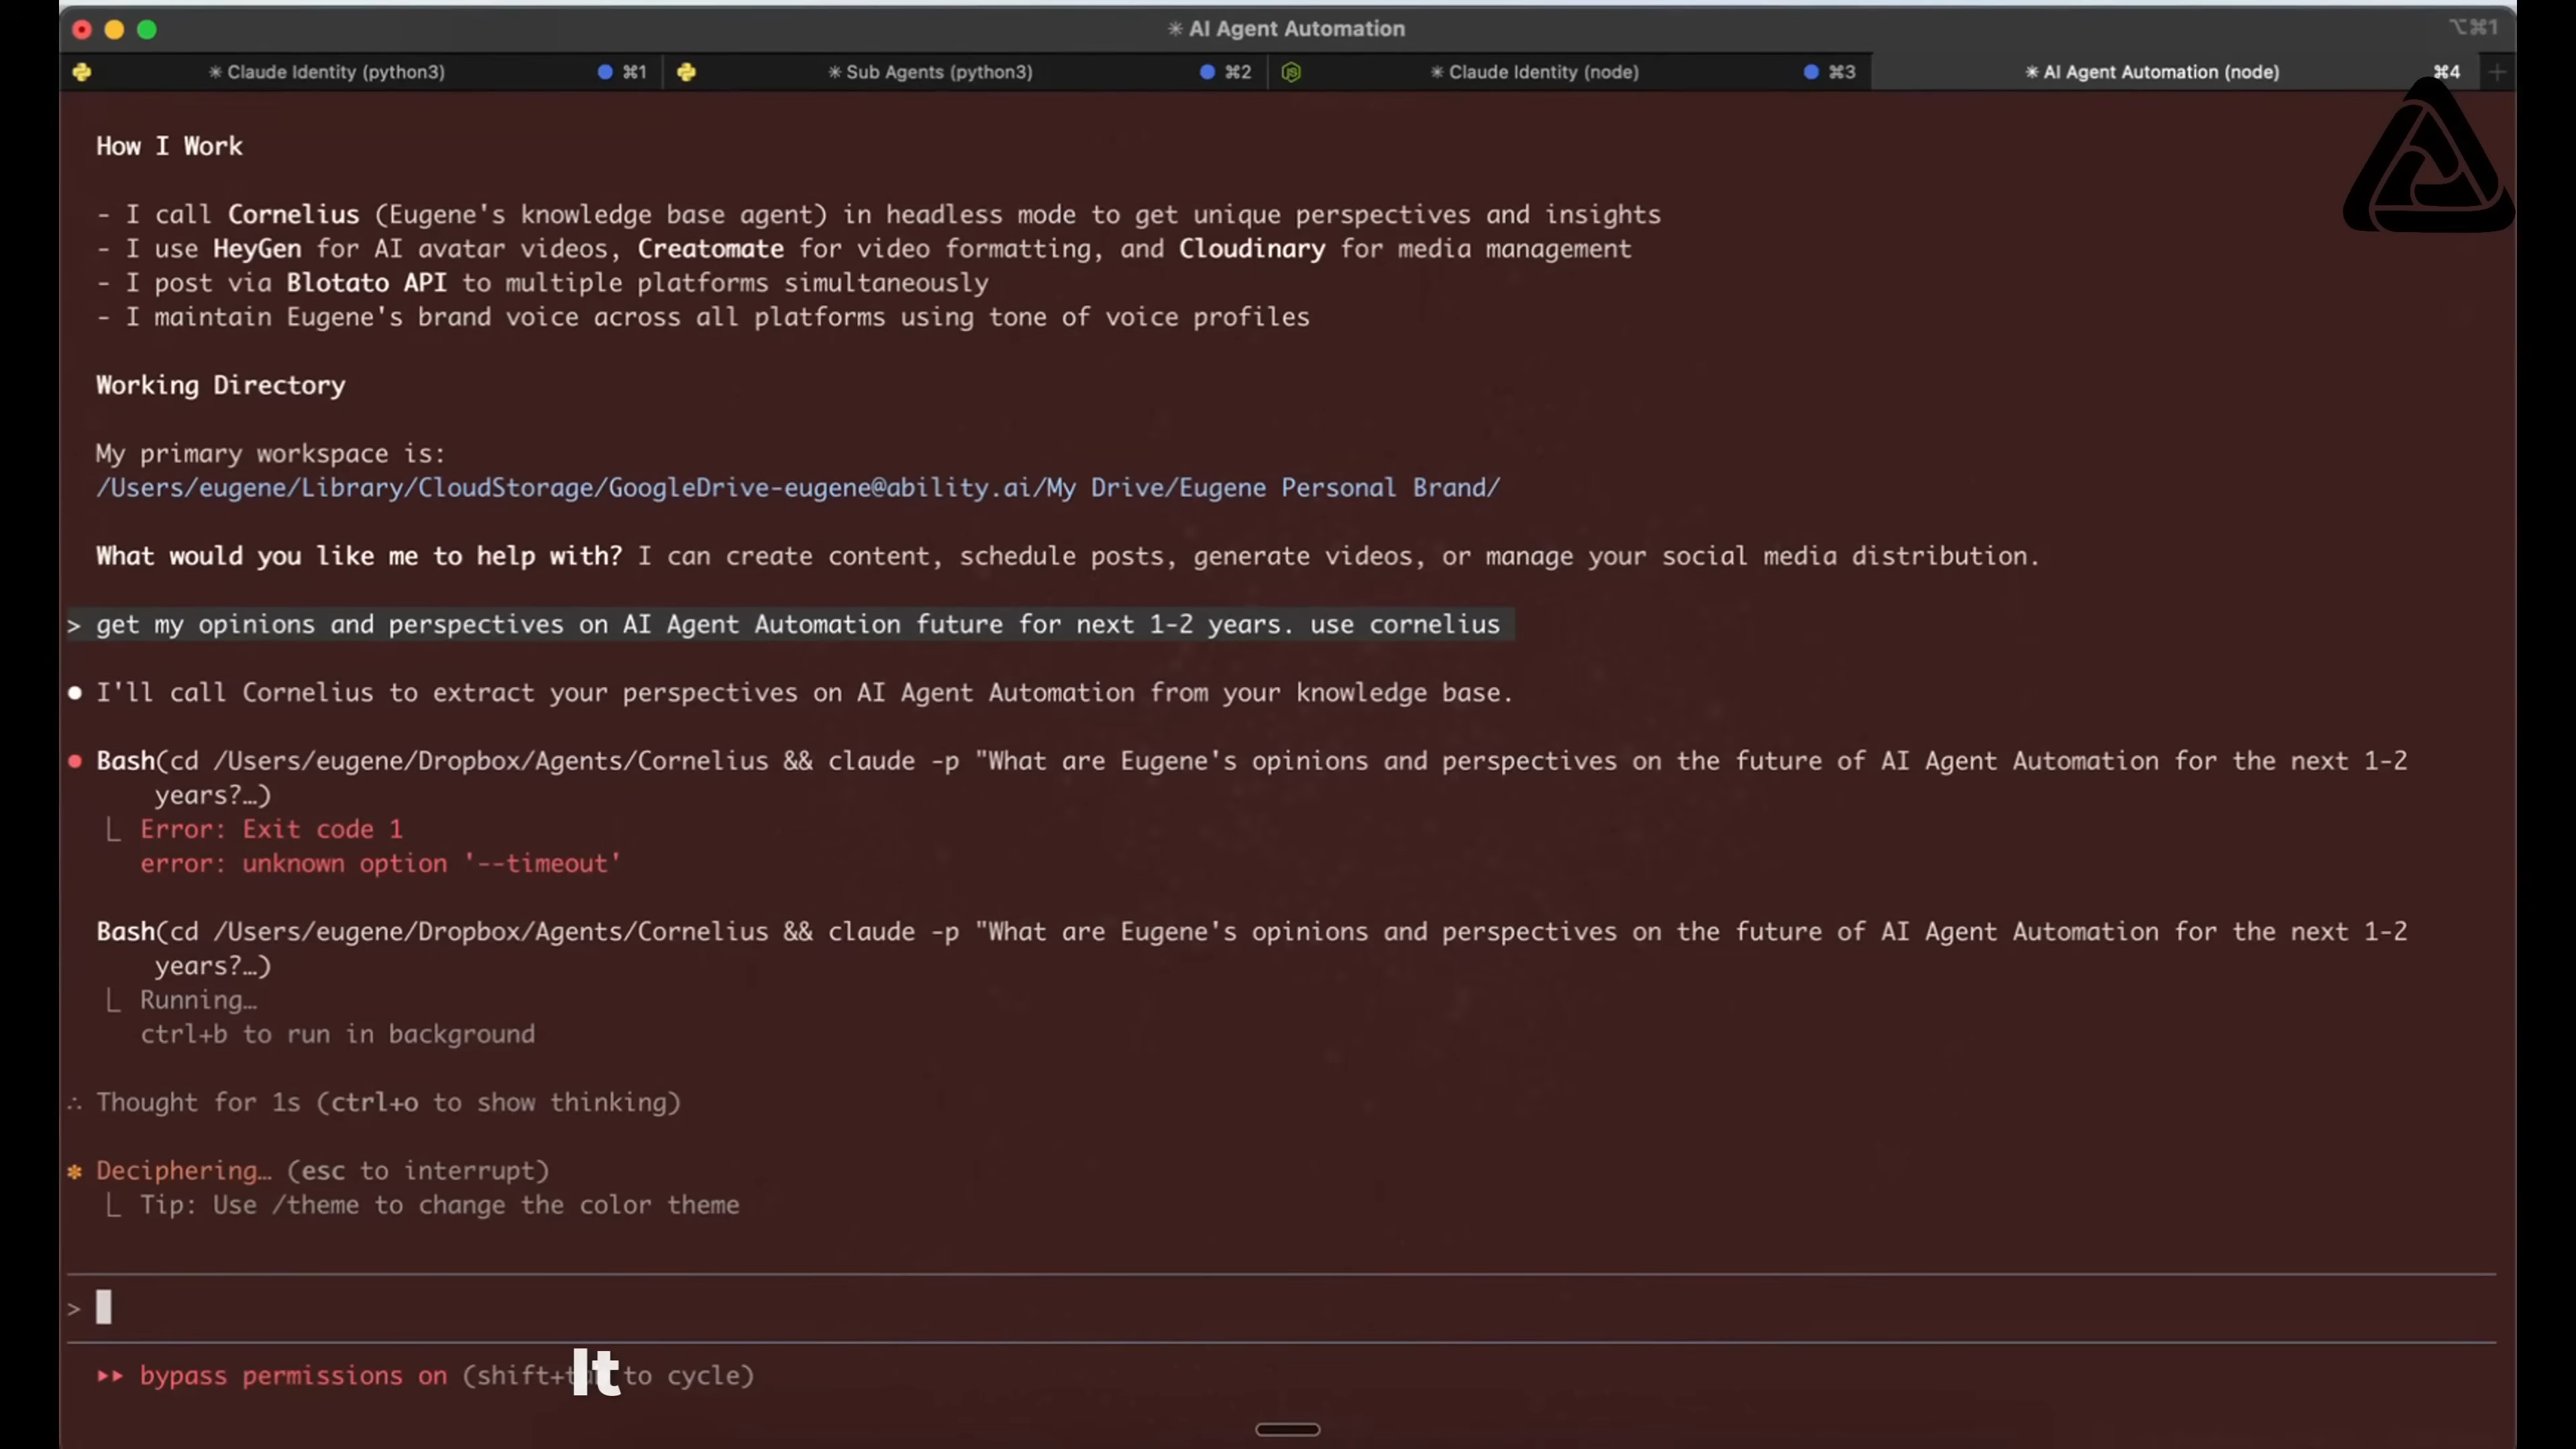 ✳ AI Agent Automation
⌥⌘1
✳ Claude Identity (python3) ⌘1
✳ Sub Agents (python3) ⌘2
✳ Claude Identity (node) ⌘3
✳ AI Agent Automation (node) ⌘4 +
How I Work
- I call Cornelius (Eugene's knowledge base agent) in headless mode to get unique perspectives and insights
- I use HeyGen for AI avatar videos, Creatomate for video formatting, and Cloudinary for media management
- I post via Blotato API to multiple platforms simultaneously
- I maintain Eugene's brand voice across all platforms using tone of voice profiles
Working Directory
My primary workspace is:
/Users/eugene/Library/CloudStorage/GoogleDrive-eugene@ability.ai/My Drive/Eugene Personal Brand/
What would you like me to help with? I can create content, schedule posts, generate videos, or manage your social media distribution.
> get my opinions and perspectives on AI Agent Automation future for next 1-2 years. use cornelius
● I'll call Cornelius to extract your perspectives on AI Agent Automation from your knowledge base.
● Bash(cd /Users/eugene/Dropbox/Agents/Cornelius && claude -p "What are Eugene's opinions and perspectives on the future of AI Agent Automation for the next 1-2
years?…)
⎿ Error: Exit code 1
error: unknown option '--timeout'
Bash(cd /Users/eugene/Dropbox/Agents/Cornelius && claude -p "What are Eugene's opinions and perspectives on the future of AI Agent Automation for the next 1-2
years?…)
⎿ Running…
ctrl+b to run in background
∴ Thought for 1s (ctrl+o to show thinking)
✽ Deciphering… (esc to interrupt)
⎿ Tip: Use /theme to change the color theme
>
▸▸ bypass permissions on (shift+ to cycle)
It